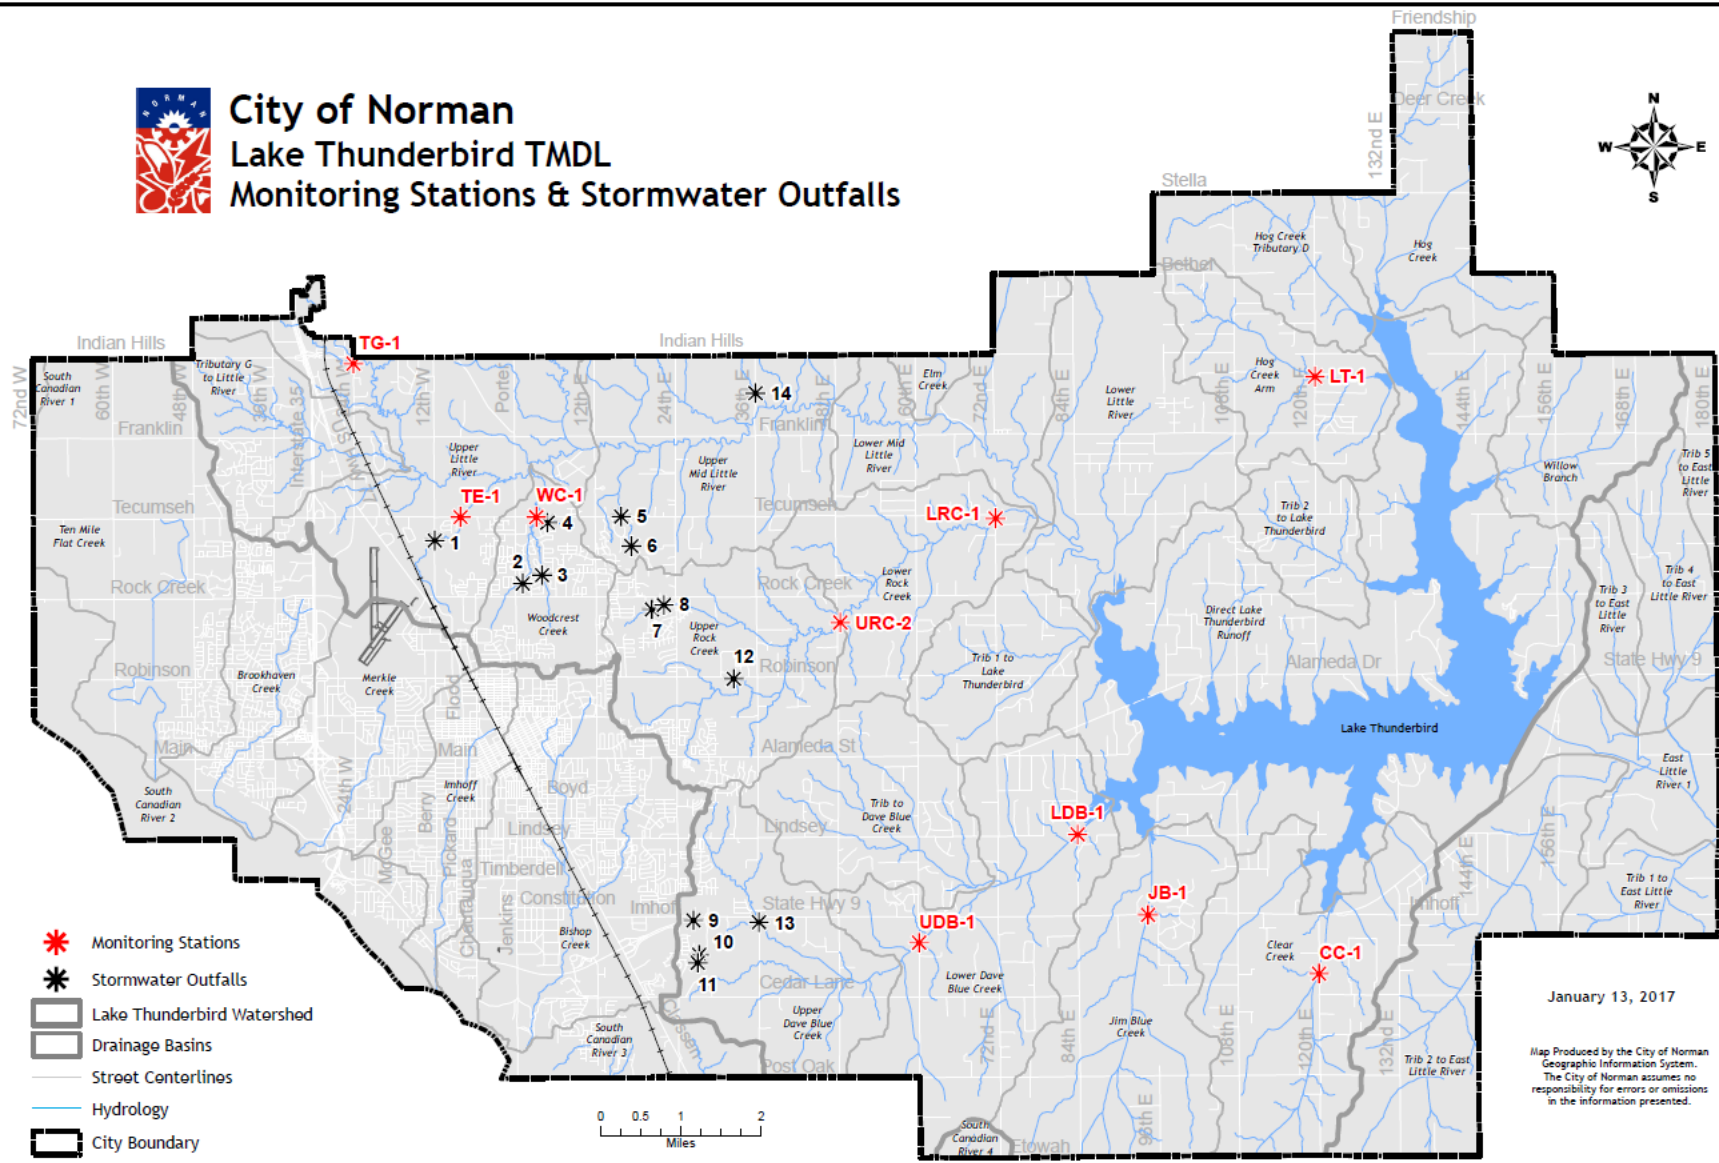 Friendship
Deer Creek
132nd E
N
W
E
S
NORMAN
City of Norman
Lake Thunderbird TMDL
Monitoring Stations & Stormwater Outfalls
Stella
Hog Creek
Tributary D
Hog
Creek
Bethel
Indian Hills
TG-1
Indian Hills
72nd W
South
Canadian
River 1
60th W
48th W
Tributary G
to Little
River
36th W
Interstate 35
12th W
Porter
12th E
24th E
36th E
14
48th E
60th E
Elm
Creek
72nd E
84th E
Lower
Little
River
108th E
Hog
Creek
Arm
120th E
LT-1
144th E
156th E
168th E
180th E
Franklin
Franklin
Upper
Little
River
Upper
Mid Little
River
Lower Mid
Little
River
Willow
Branch
Trib 5
to East
Little
River
Tecumseh
TE-1
WC-1
4
5
6
Tecumseh
LRC-1
Trib 2
to Lake
Thunderbird
Ten Mile
Flat Creek
1
2
3
Rock Creek
Rock Creek
Lower
Rock
Creek
Trib 4
to East
Little River
Trib 3
to East
Little
River
Woodcrest
Creek
8
7
Upper
Rock
Creek
URC-2
Direct Lake
Thunderbird
Runoff
12
Robinson
Robinson
Brookhaven
Creek
Merkle
Creek
Flood
Trib 1 to
Lake
Thunderbird
Alameda Dr
State Hwy 9
Main
Main
Alameda St
Lake Thunderbird
South
Canadian
River 2
24th W
Imhoff
Creek
Boyd
East
Little
River 1
Berry
Lindsey
Lindsey
Trib to
Dave Blue
Creek
LDB-1
McGee
Pickard
Timberdell
144th E
156th E
Chautauqua
Constitution
Imhoff
State Hwy 9
JB-1
Imhoff
Trib 1 to
East Little
River
Jenkins
Bishop
Creek
9
10
11
13
UDB-1
Clear
Creek
CC-1
Cedar Lane
Lower Dave
Blue Creek
Upper
Dave Blue
Creek
South
Canadian
River 3
Classen
Post Oak
72nd E
84th E
Jim Blue
Creek
108th E
120th E
132nd E
Trib 2 to East
Little River
96th E
South
Canadian
River 4
Etowah
Monitoring Stations
Stormwater Outfalls
Lake Thunderbird Watershed
Drainage Basins
Street Centerlines
Hydrology
City Boundary
0 0.5 1 2
Miles
January 13, 2017
Map Produced by the City of Norman
Geographic Information System.
The City of Norman assumes no
responsibility for errors or omissions
in the information presented.